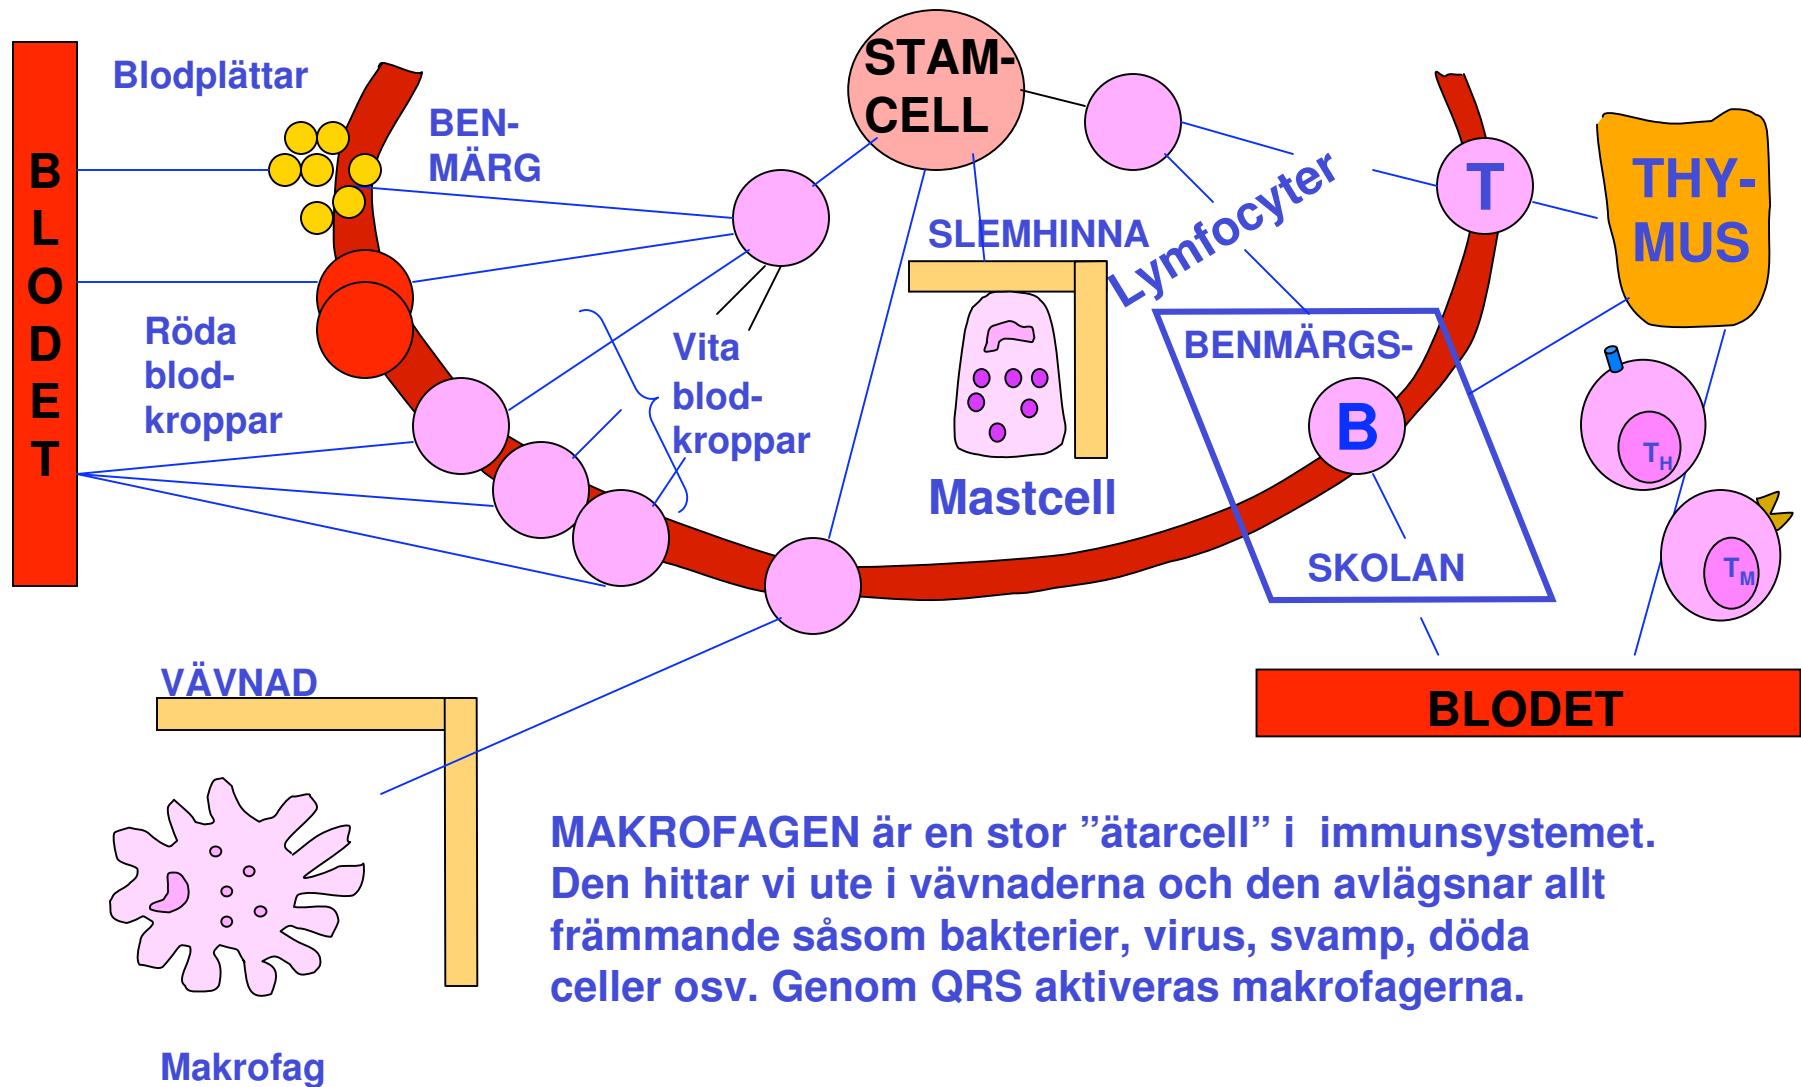 BLODET
Blodplättar
BEN-
MÄRG
STAM-
CELL
Lymfocyter
T
THY-
MUS
SLEMHINNA
Röda
blod-
kroppar
Vita
blod-
kroppar
Mastcell
BENMÄRGS-
B
SKOLAN
TH
TM
BLODET
VÄVNAD
MAKROFAGEN är en stor ”ätarcell” i immunsystemet.
Den hittar vi ute i vävnaderna och den avlägsnar allt
främmande såsom bakterier, virus, svamp, döda
celler osv. Genom QRS aktiveras makrofagerna.
Makrofag